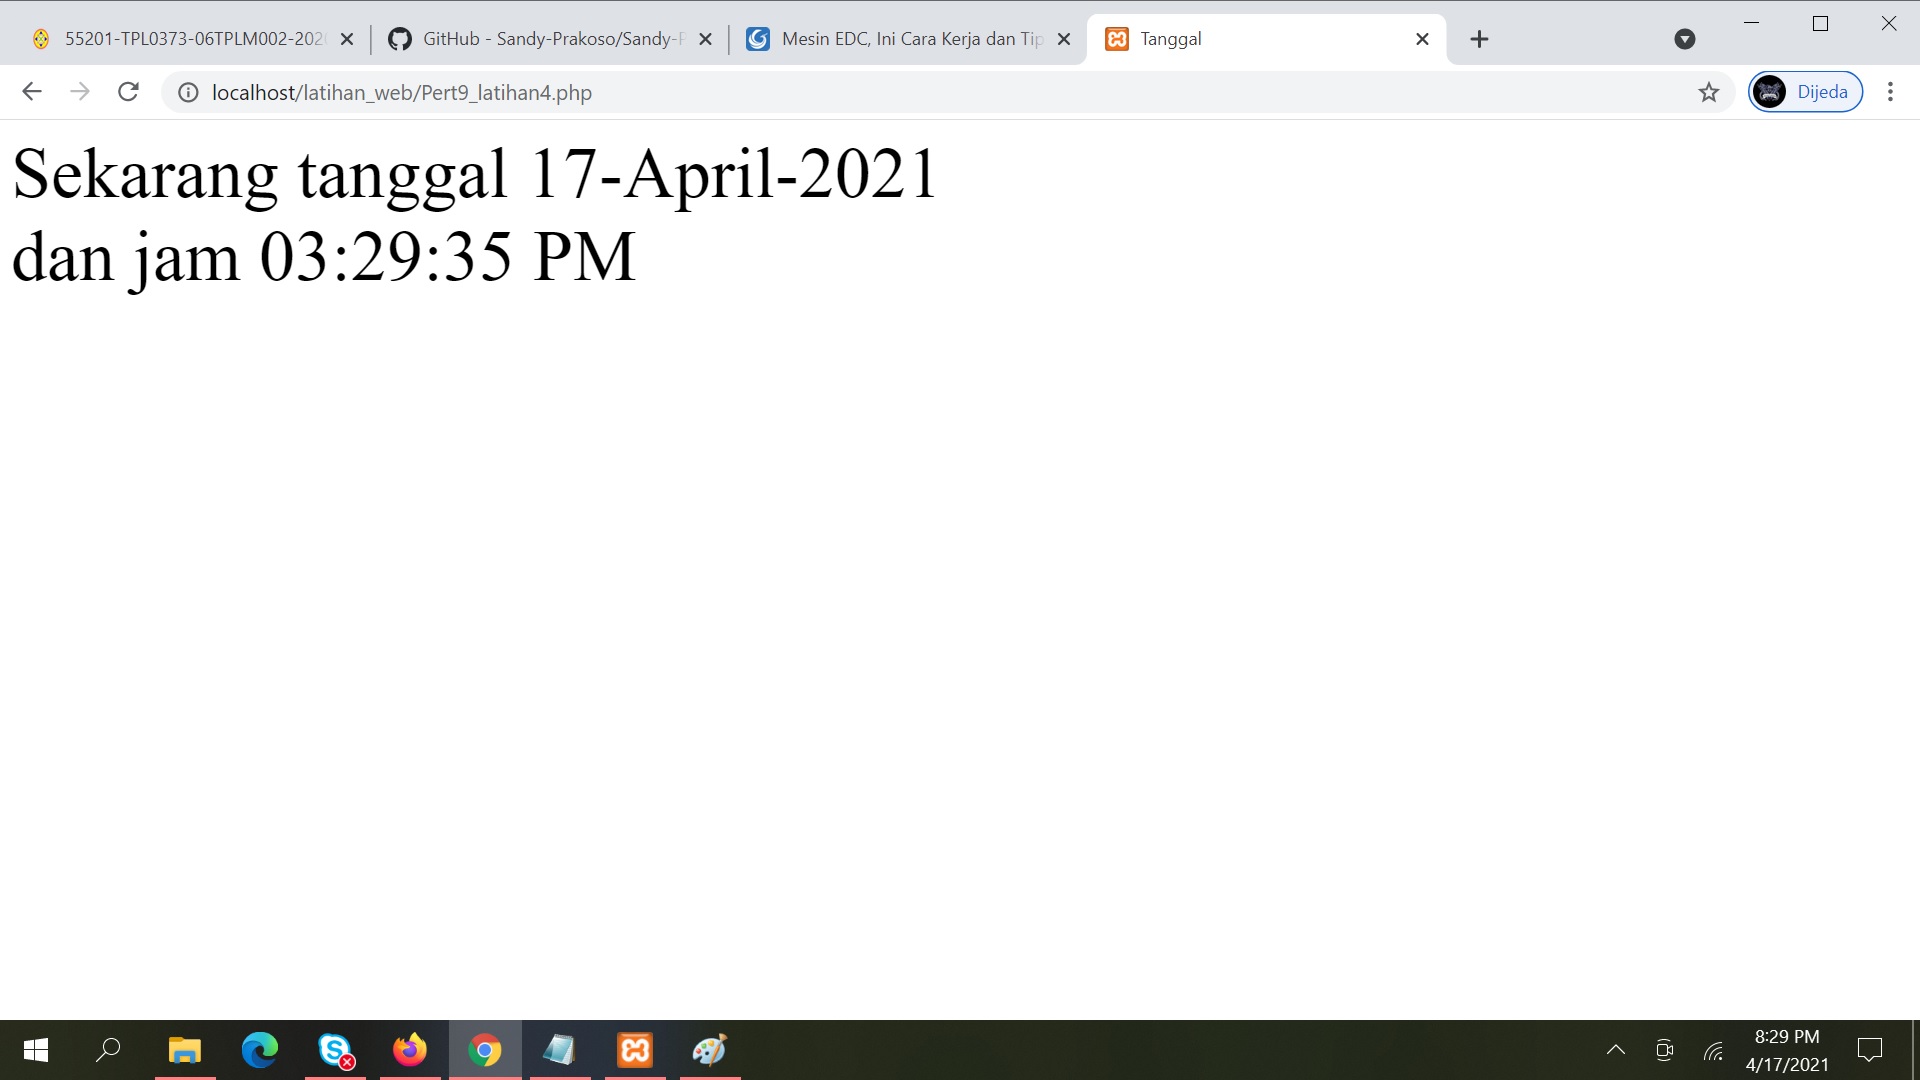 55201-TPL0373-06TPLM002-202
GitHub - Sandy-Prakoso/Sandy-P
Mesin EDC, Ini Cara Kerja dan Tip
Tanggal
localhost/latihan_web/Pert9_latihan4.php
Dijeda
Sekarang tanggal 17-April-2021
dan jam 03:29:35 PM
8:29 PM
4/17/2021